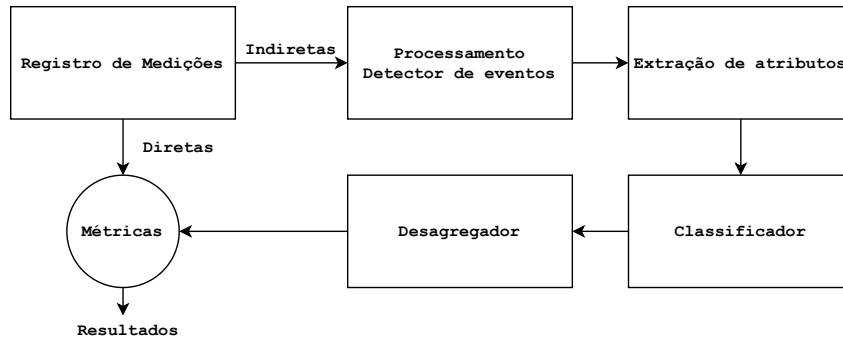 Registro de Medições
Indiretas
Processamento
Detector de eventos
Extração de atributos
Diretas
Métricas
Desagregador
Classificador
Resultados